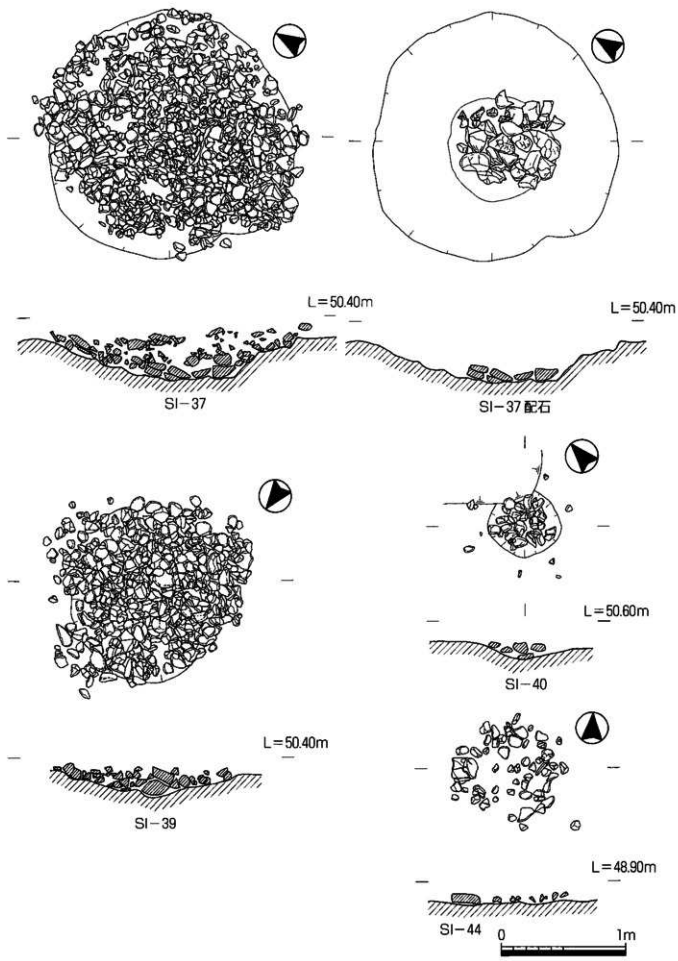 L=50.40m
SI-37
L=50.40m
SI-37 配石
L=50.40m
SI-39
L=50.60m
SI-40
L=48.90m
SI-44
0 1m